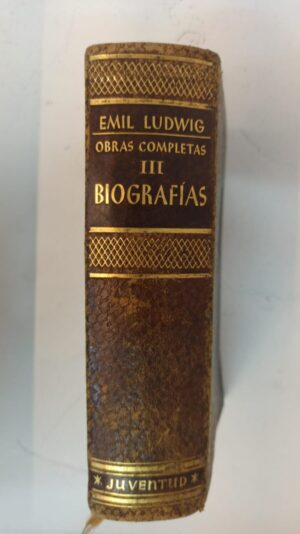 EMIL LUDWIG
OBRAS COMPLETAS
III
BIOGRAFÍAS
* JUVENTUD *